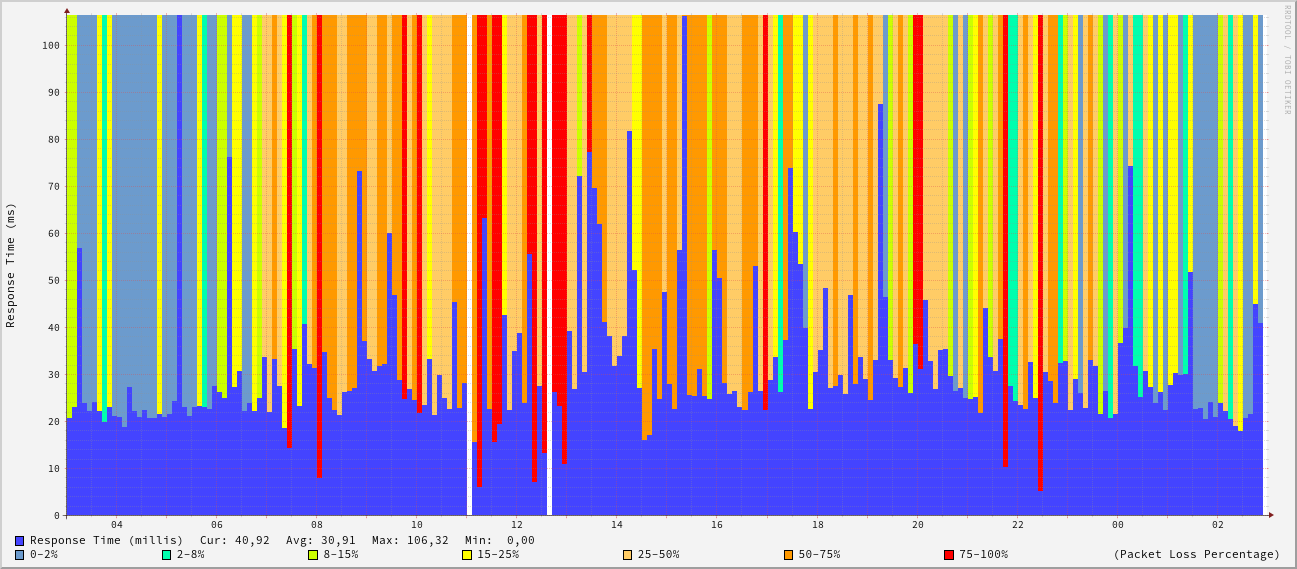 RRDTOOL / TOBI OETIKER
Response Time (ms)
100
90
80
70
60
50
40
30
20
10
0
04 06 08 10 12 14 16 18 20 22 00 02
Response Time (millis) Cur: 40,92 Avg: 30,91 Max: 106,32 Min: 0,00
0-2% 2-8% 8-15% 15-25% 25-50% 50-75% 75-100% (Packet Loss Percentage)